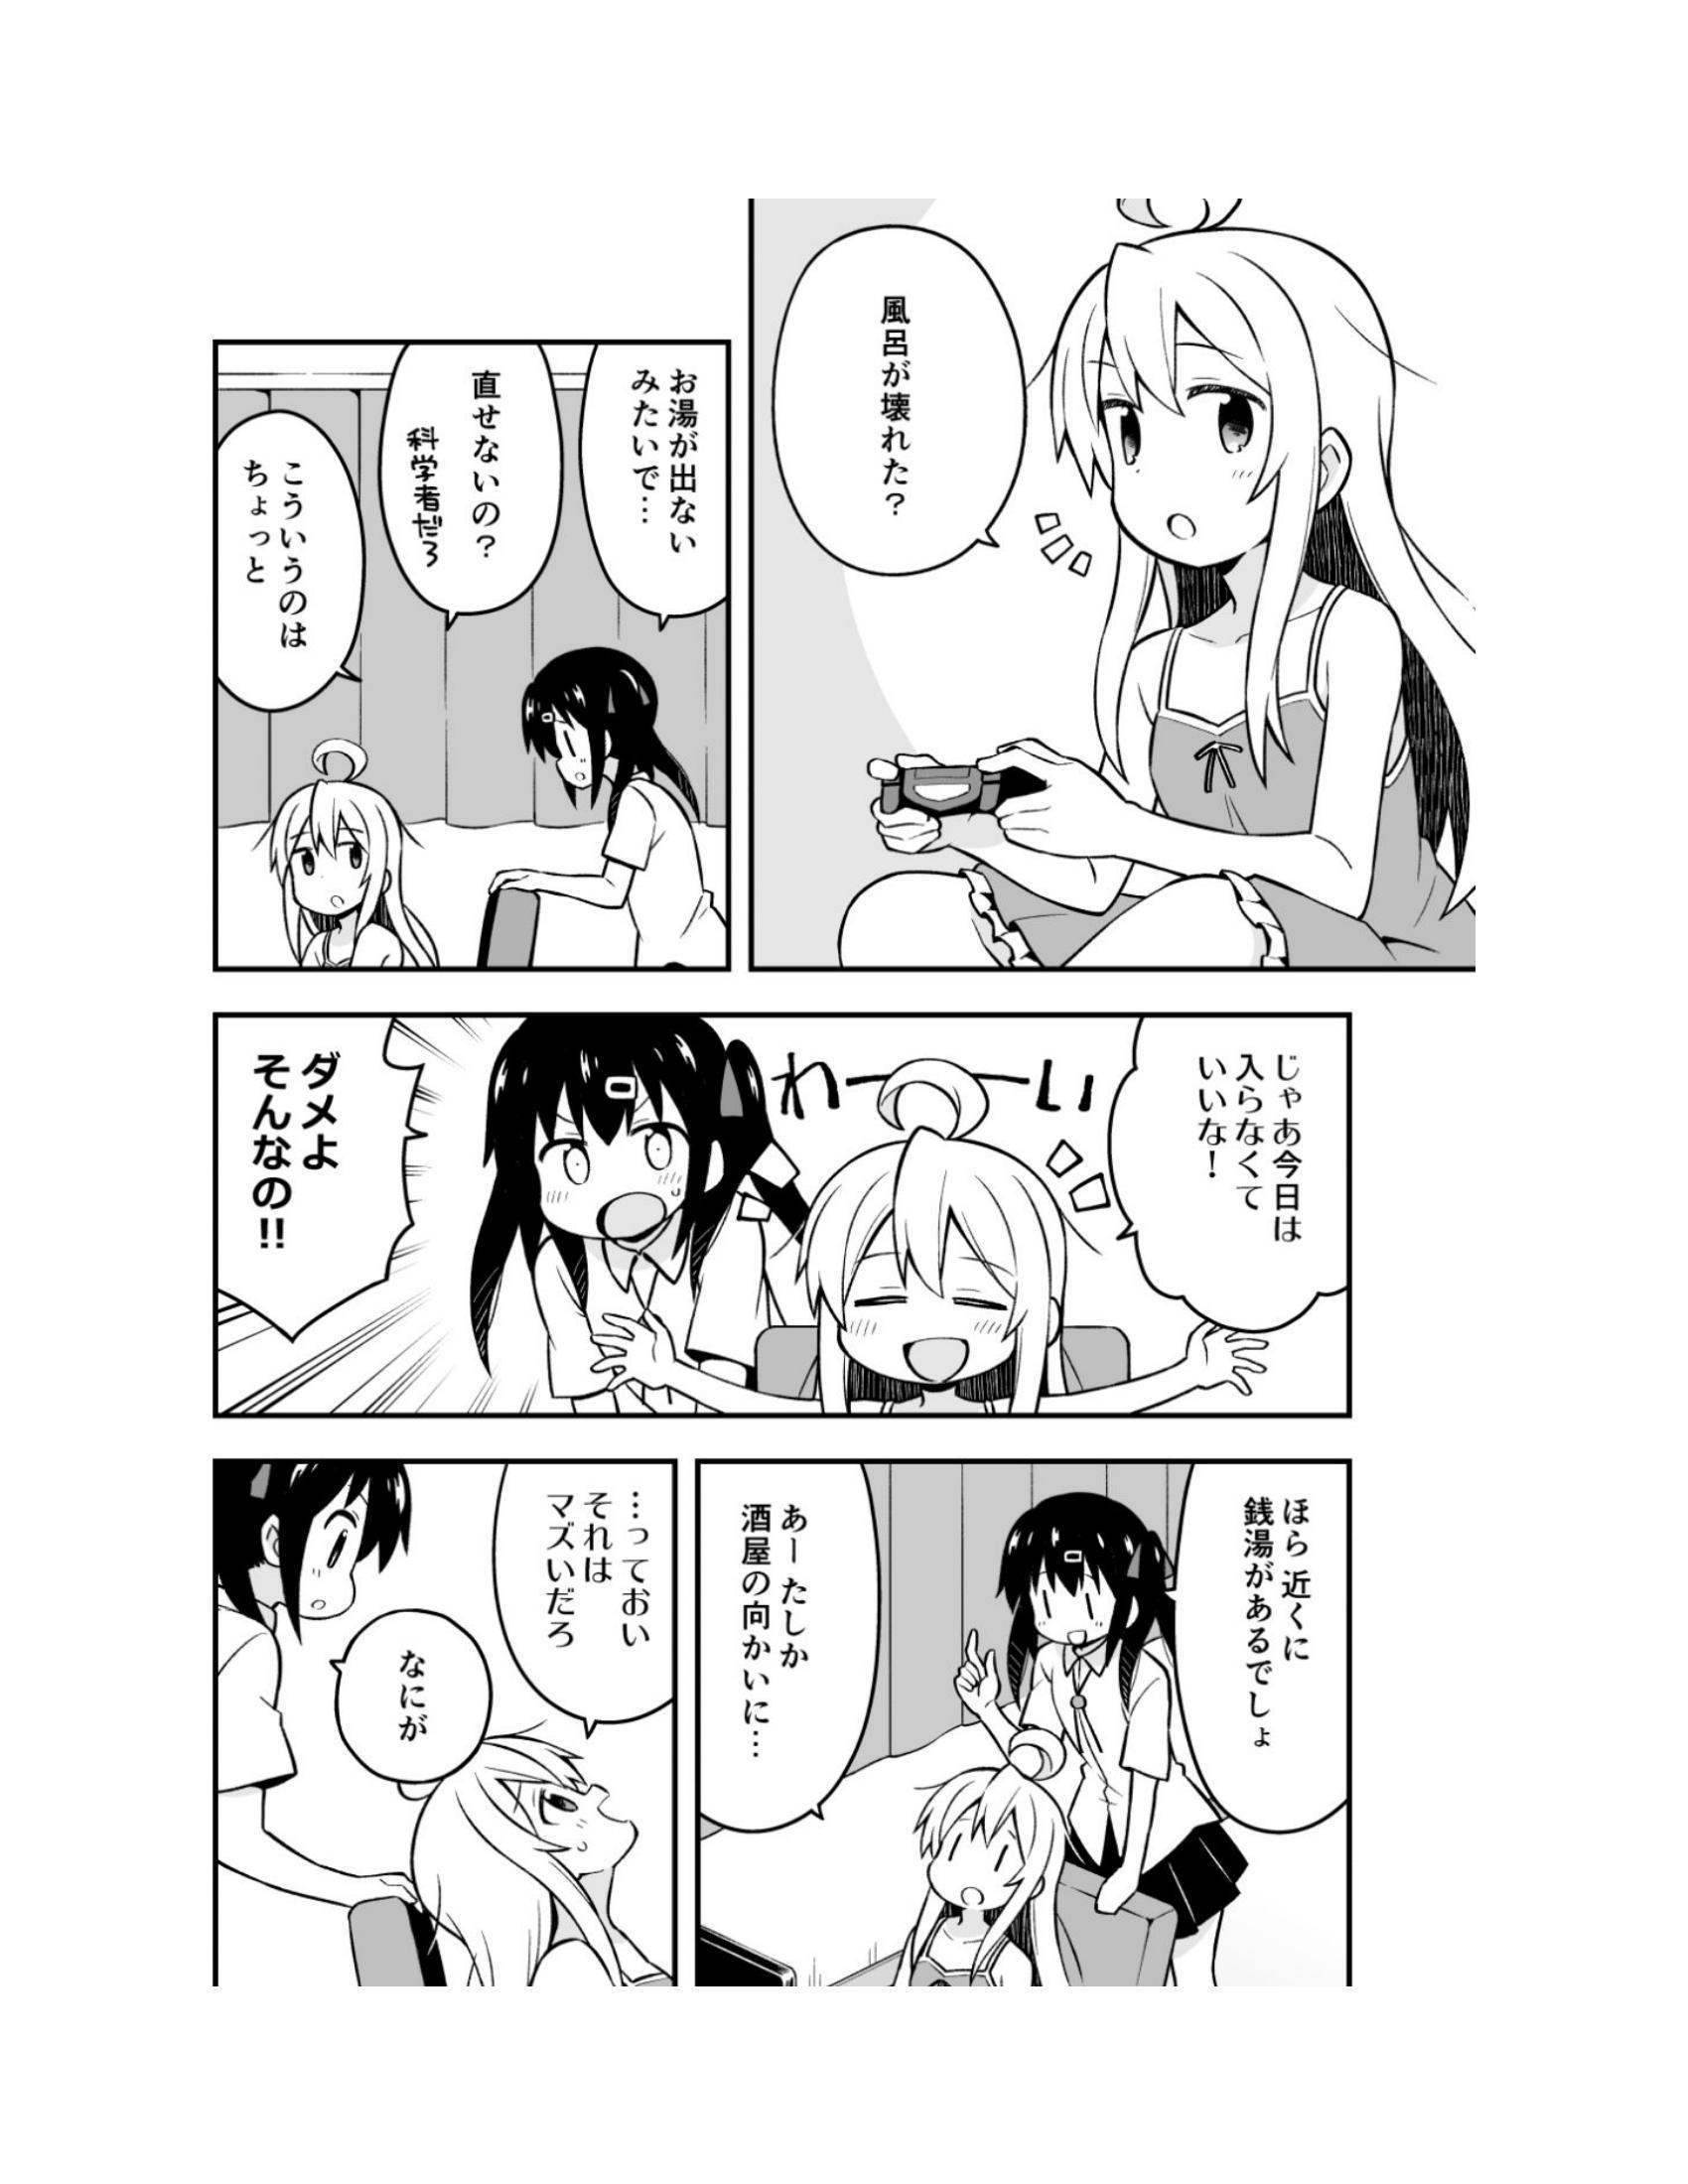 風呂が壊れた？
お湯が出ない
みたいで…
直せないの？
科学者だろ
こういうのは
ちょっと
じゃあ今日は
入らなくて
いいな！
わーーい
ダメよ
そんなの!!
ほら 近くに
銭湯があるでしょ
あー たしか
酒屋の向かいに…
…っておい
それは
マズいだろ
なにが